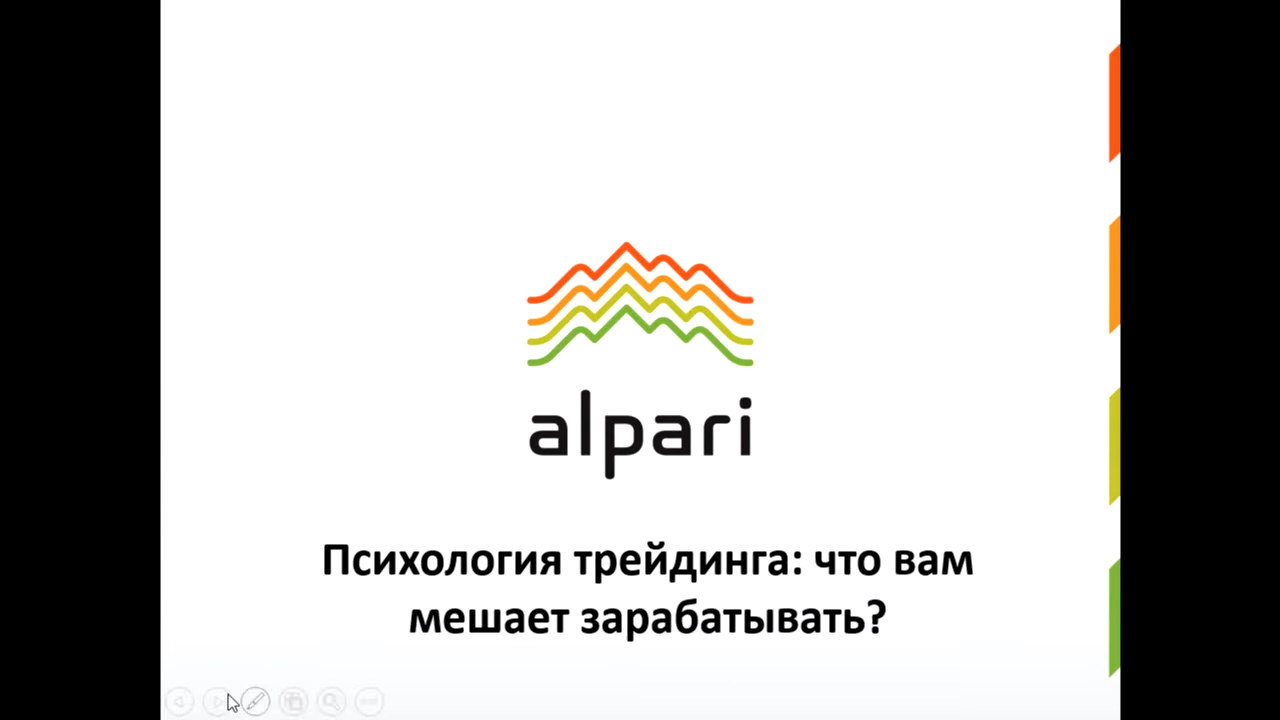 alpari
Психология трейдинга: что вам
мешает зарабатывать?